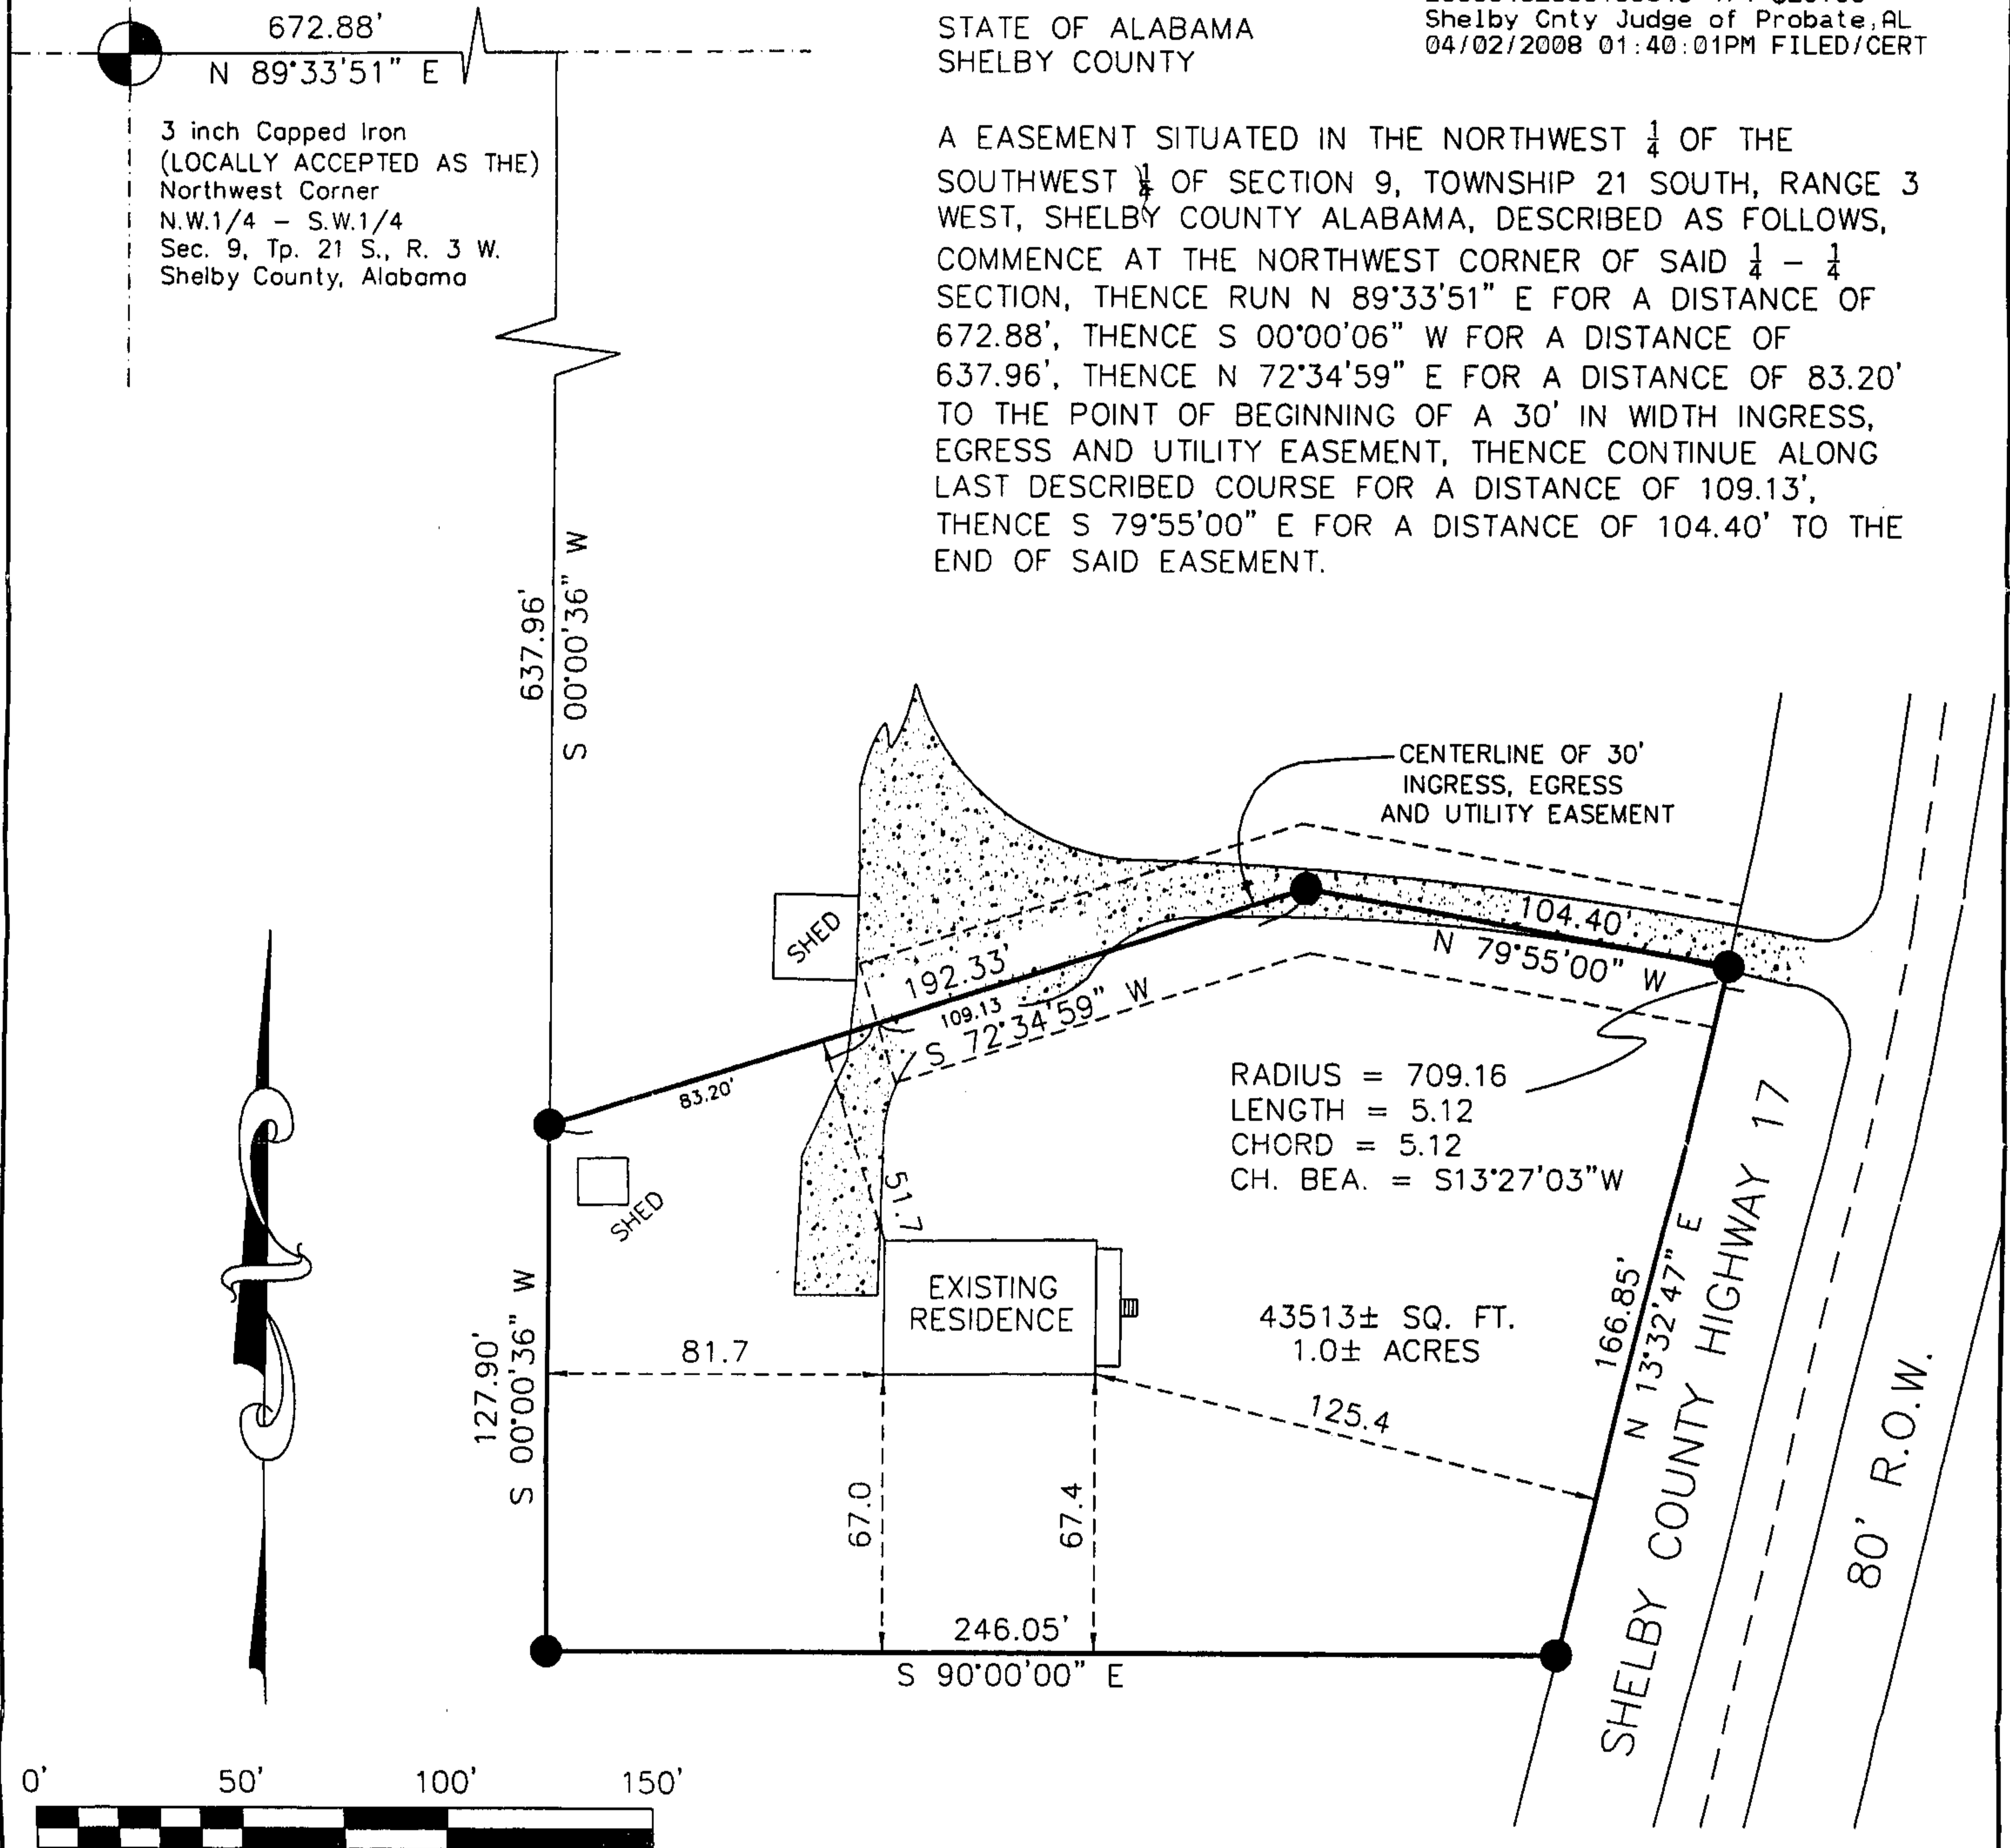 672.88'
N 89°33'51" E
3 inch Capped Iron
(LOCALLY ACCEPTED AS THE)
Northwest Corner
N.W.1/4 - S.W.1/4
Sec. 9, Tp. 21 S., R. 3 W.
Shelby County, Alabama
STATE OF ALABAMA
SHELBY COUNTY
Shelby Cnty Judge of Probate,AL
04/02/2008 01:40:01PM FILED/CERT
A EASEMENT SITUATED IN THE NORTHWEST 1/4 OF THE
SOUTHWEST 1/4 OF SECTION 9, TOWNSHIP 21 SOUTH, RANGE 3
WEST, SHELBY COUNTY ALABAMA, DESCRIBED AS FOLLOWS,
COMMENCE AT THE NORTHWEST CORNER OF SAID 1/4 - 1/4
SECTION, THENCE RUN N 89°33'51" E FOR A DISTANCE OF
672.88', THENCE S 00°00'06" W FOR A DISTANCE OF
637.96', THENCE N 72°34'59" E FOR A DISTANCE OF 83.20'
TO THE POINT OF BEGINNING OF A 30' IN WIDTH INGRESS,
EGRESS AND UTILITY EASEMENT, THENCE CONTINUE ALONG
LAST DESCRIBED COURSE FOR A DISTANCE OF 109.13',
THENCE S 79°55'00" E FOR A DISTANCE OF 104.40' TO THE
END OF SAID EASEMENT.
637.96'
S 00°00'36" W
CENTERLINE OF 30'
INGRESS, EGRESS
AND UTILITY EASEMENT
SHED
104.40'
N 79°55'00" W
192.33'
109.13
S 72°34'59" W
83.20'
RADIUS = 709.16
LENGTH = 5.12
CHORD = 5.12
CH. BEA. = S13°27'03"W
SHED
51.7
EXISTING
RESIDENCE
43513± SQ. FT.
1.0± ACRES
166.85'
N 13°32'47" E
SHELBY COUNTY HIGHWAY 17
80' R.O.W.
127.90'
S 00°00'36" W
81.7
125.4
67.0
67.4
246.05'
S 90°00'00" E
0' 50' 100' 150'